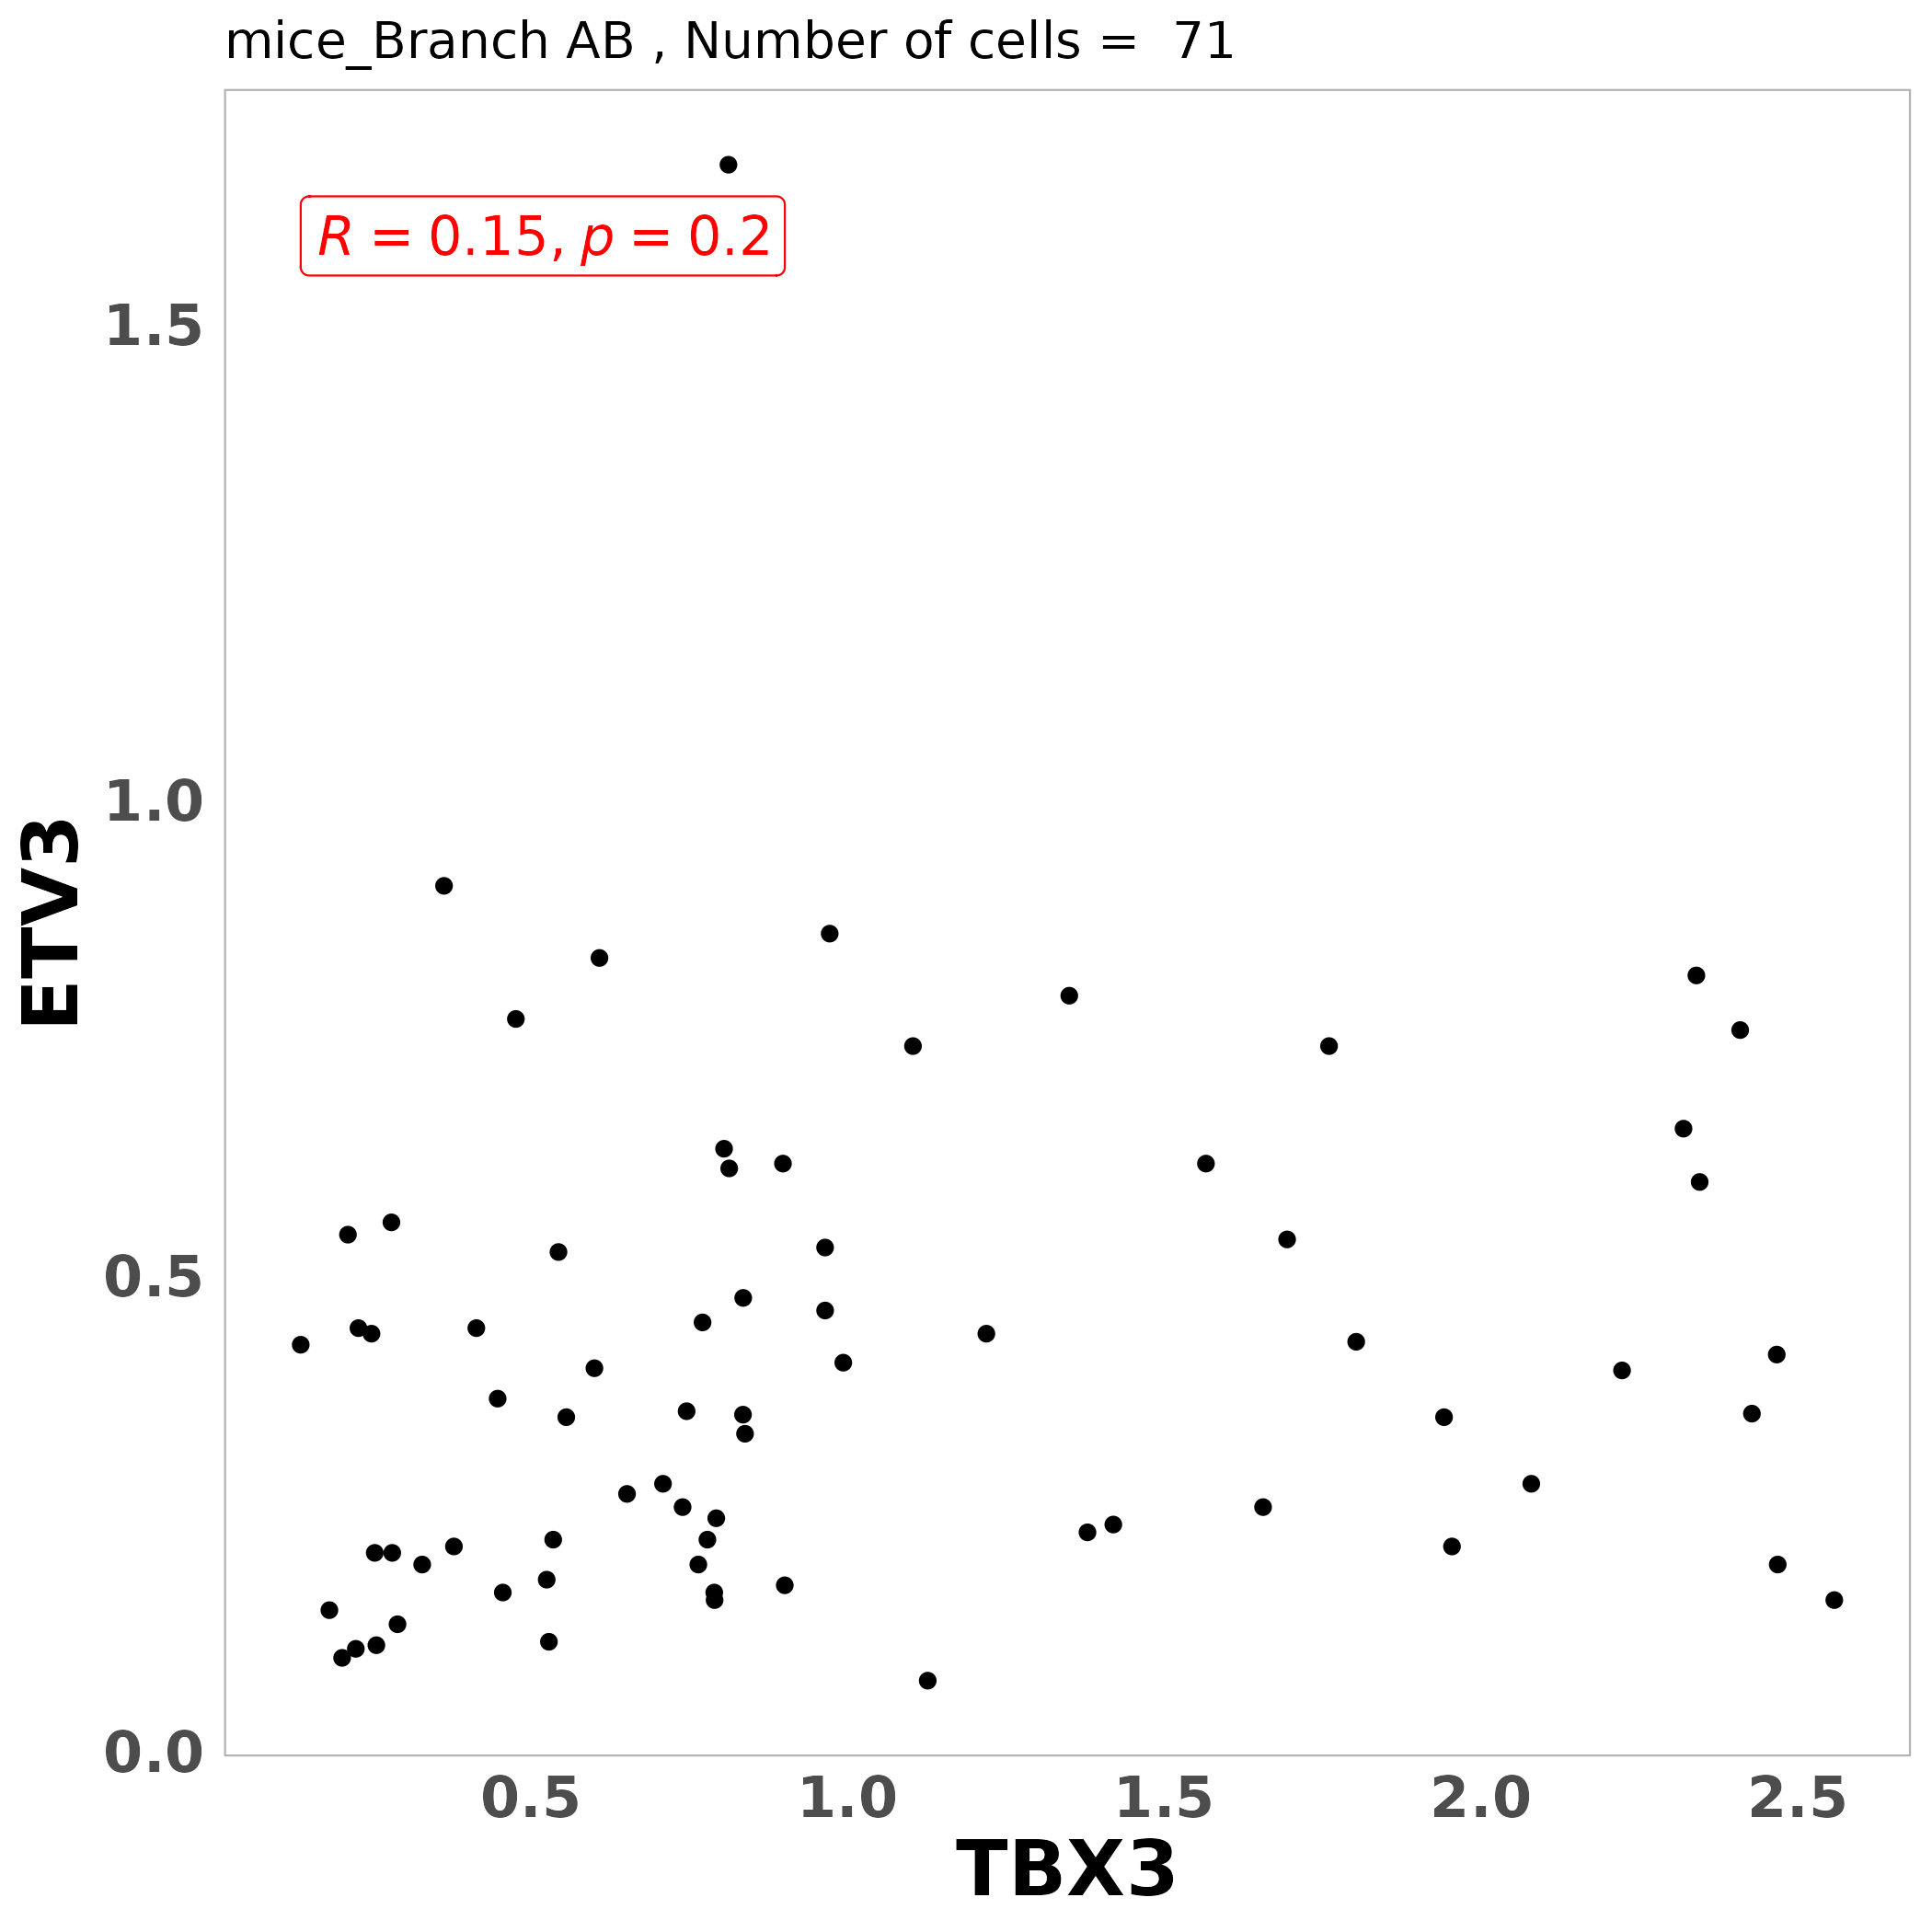 mice_Branch AB , Number of cells =  71
R = 0.15, p = 0.2
1.5
1.0
0.5
0.0
ETV3
0.5 1.0 1.5 2.0 2.5
TBX3